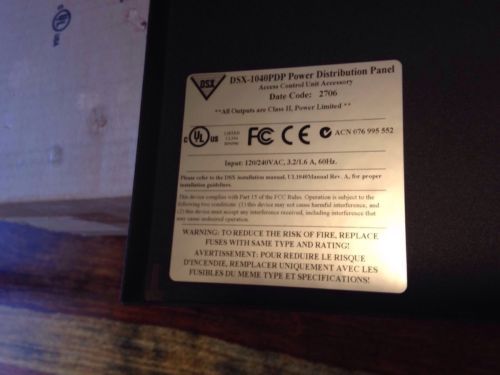 DSX
DSX-1040PDP Power Distribution Panel
Access Control Unit Accessory
Date Code: 2706
**All Outputs are Class II, Power Limited **
c UL US
LISTED
FC CE ACN 076 995 552
Input: 120/240VAC, 3.2/1.6 A, 60Hz.
Please refer to the DSX installation manual, UL1040Manual Rev. A, for proper
installation guidelines.
This device complies with Part 15 of the FCC Rules. Operation is subject to the
following two conditions: (1) this device may not cause harmful interference, and
(2) this device must accept any interference received, including interference that
may cause undesired operation.
WARNING: TO REDUCE THE RISK OF FIRE, REPLACE
FUSES WITH SAME TYPE AND RATING!
AVERTISSEMENT: POUR REDUIRE LE RISQUE
D'INCENDIE, REMPLACER UNIQUEMENT AVEC LES
FUSIBLES DU MEME TYPE ET SPECIFICATIONS!